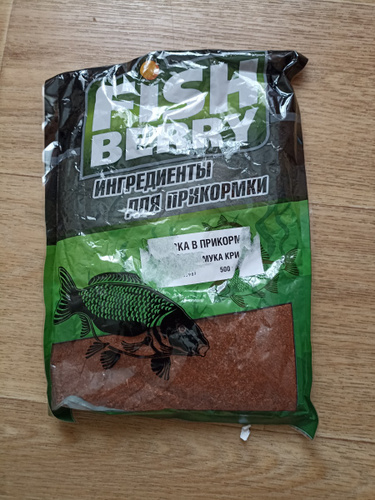 FISH
BERRY
ИНГРЕДИЕНТЫ
ДЛЯ ПРИКОРМКИ
КА В ПРИКОРМ
МУКА КРИ
500